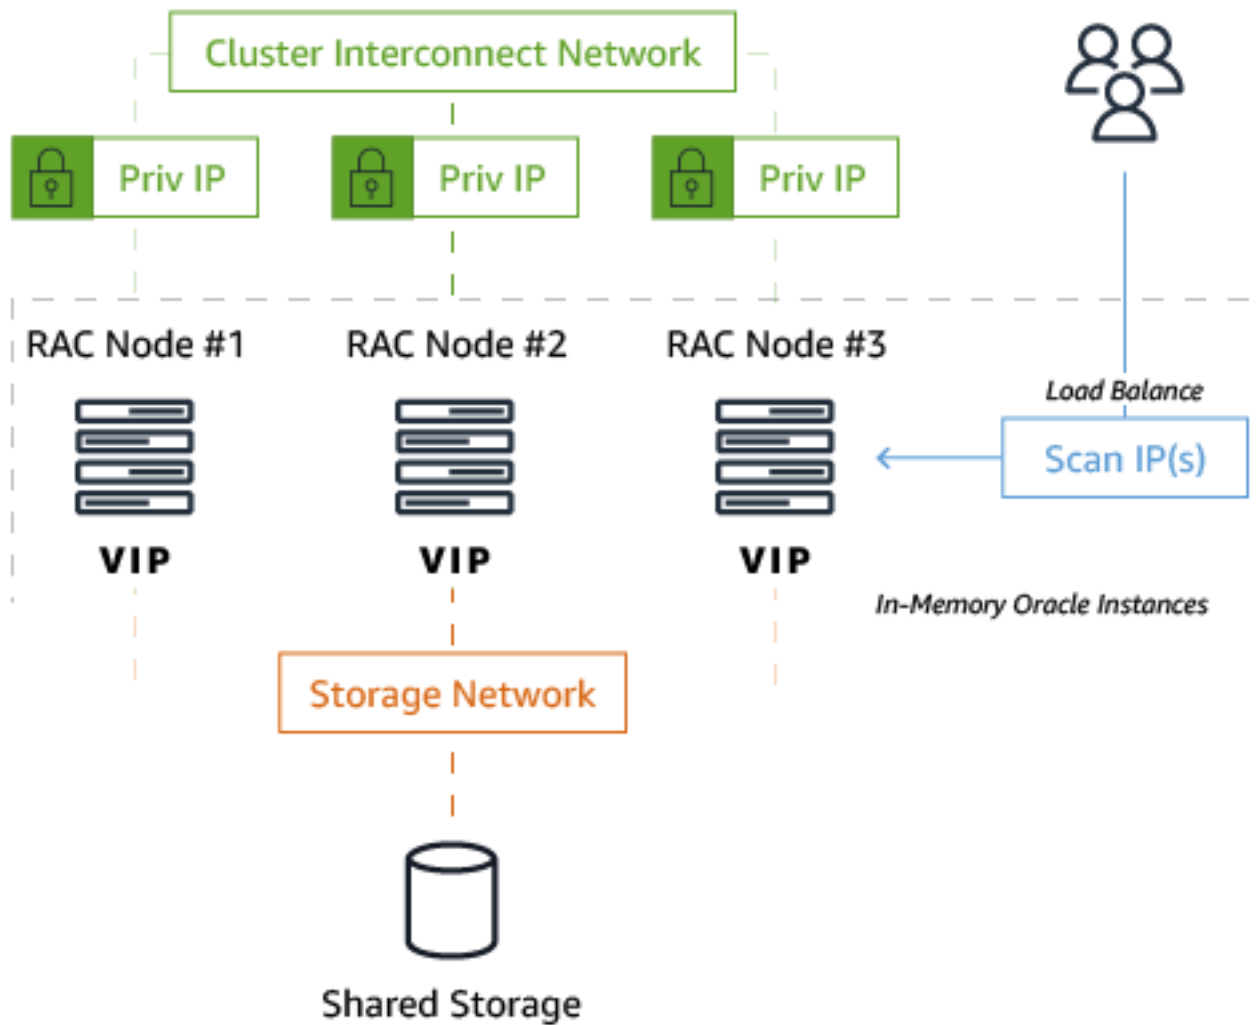 Cluster Interconnect Network
Priv IP
Priv IP
Priv IP
RAC Node #1
RAC Node #2
RAC Node #3
Load Balance
Scan IP(s)
VIP
VIP
VIP
In-Memory Oracle Instances
Storage Network
Shared Storage